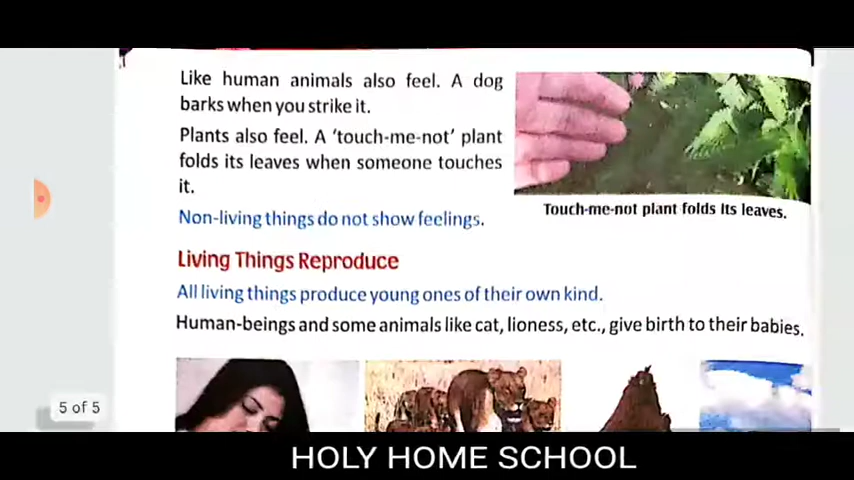 Like human animals also feel. A dog
barks when you strike it.
Plants also feel. A ‘touch-me-not’ plant
folds its leaves when someone touches
it.
Touch-me-not plant folds its leaves.
Non-living things do not show feelings.
Living Things Reproduce
All living things produce young ones of their own kind.
Human-beings and some animals like cat, lioness, etc., give birth to their babies.
5 of 5
HOLY HOME SCHOOL